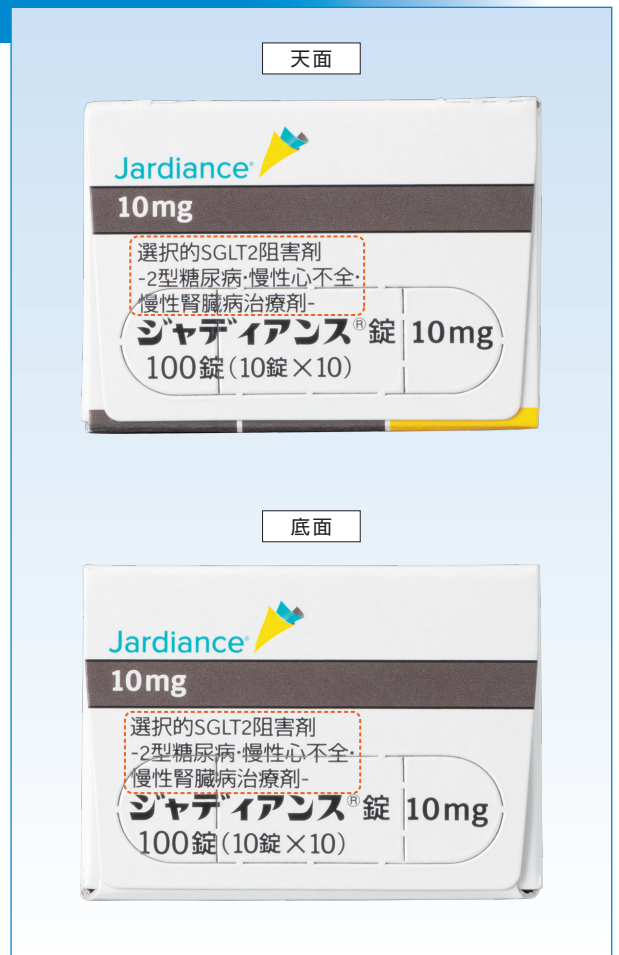 天面
Jardiance®
10mg
選択的SGLT2阻害剤
-2型糖尿病･慢性心不全･
慢性腎臓病治療剤-
ジャディアンス®錠 10mg
100錠(10錠×10)
底面
Jardiance®
10mg
選択的SGLT2阻害剤
-2型糖尿病･慢性心不全･
慢性腎臓病治療剤-
ジャディアンス®錠 10mg
100錠(10錠×10)